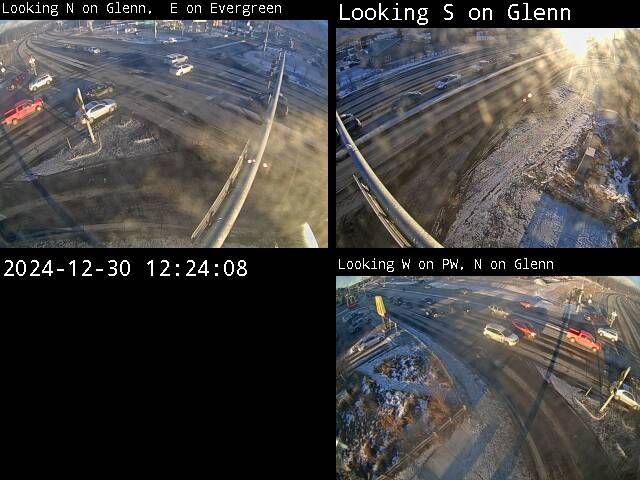 Looking N on Glenn,  E on Evergreen
Looking S on Glenn
2024-12-30 12:24:08
Looking W on PW, N on Glenn